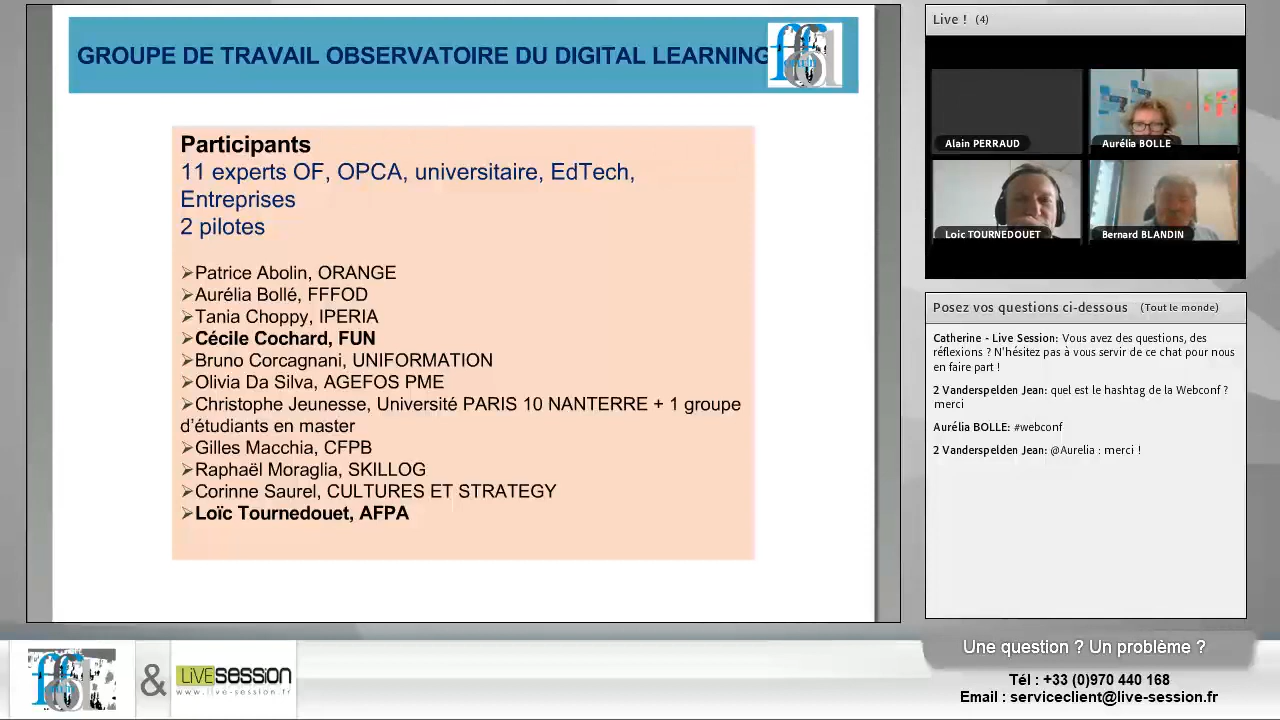 GROUPE DE TRAVAIL OBSERVATOIRE DU DIGITAL LEARNING
Participants
11 experts OF, OPCA, universitaire, EdTech,
Entreprises
2 pilotes
➢Patrice Abolin, ORANGE
➢Aurélia Bollé, FFFOD
➢Tania Choppy, IPERIA
➢Cécile Cochard, FUN
➢Bruno Corcagnani, UNIFORMATION
➢Olivia Da Silva, AGEFOS PME
➢Christophe Jeunesse, Université PARIS 10 NANTERRE + 1 groupe
d’étudiants en master
➢Gilles Macchia, CFPB
➢Raphaël Moraglia, SKILLOG
➢Corinne Saurel, CULTURES ET STRATEGY
➢Loïc Tournedouet, AFPA
Live ! (4)
Alain PERRAUD
Aurélia BOLLE
Loic TOURNEDOUET
Bernard BLANDIN
Posez vos questions ci-dessous (Tout le monde)
Catherine - Live Session: Vous avez des questions, des
réflexions ? N'hésitez pas à vous servir de ce chat pour nous
en faire part !
2 Vanderspelden Jean: quel est le hashtag de la Webconf ?
merci
Aurélia BOLLE: #webconf
2 Vanderspelden Jean: @Aurelia : merci !
& LiVESESSION
www.live-session.fr
Une question ? Un problème ?
Tél : +33 (0)970 440 168
Email : serviceclient@live-session.fr